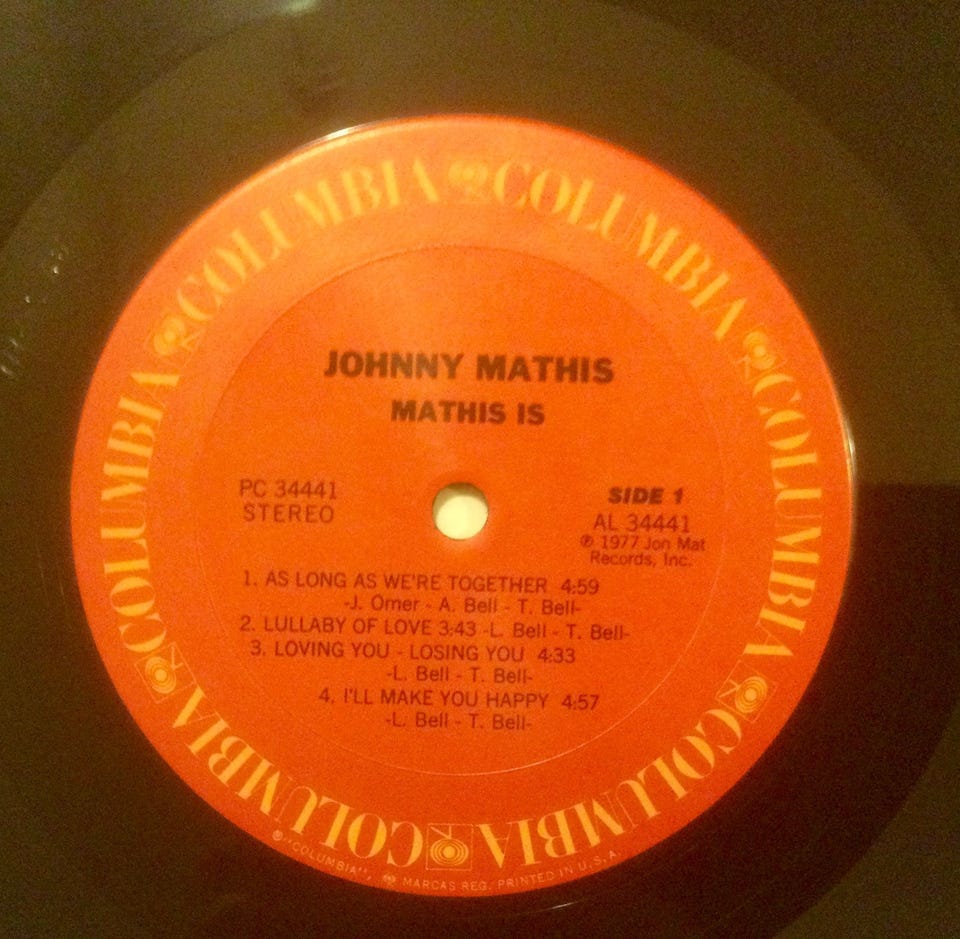 COLUMBIA COLUMBIA COLUMBIA COLUMBIA COLUMBIA COLUMBIA
JOHNNY MATHIS
MATHIS IS
PC 34441
STEREO
SIDE 1
AL 34441
℗ 1977 Jon Mat
Records, Inc.
1. AS LONG AS WE'RE TOGETHER 4:59
-J. Omer - A. Bell - T. Bell-
2. LULLABY OF LOVE 3:43 -L. Bell - T. Bell-
3. LOVING YOU - LOSING YOU 4:33
-L. Bell - T. Bell-
4. I'LL MAKE YOU HAPPY 4:57
-L. Bell - T. Bell-
® "COLUMBIA", MARCAS REG. PRINTED IN U.S.A.